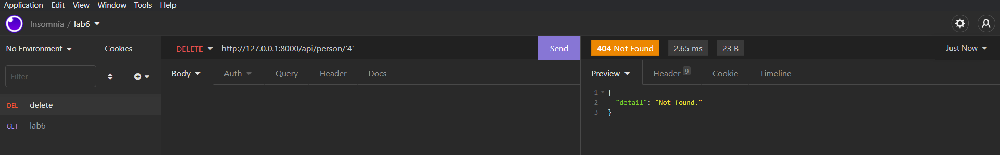 Application Edit View Window Tools Help
Insomnia / lab6
No Environment Cookies
DELETE http://127.0.0.1:8000/api/person/'4' Send
404 Not Found 2.65 ms 23 B Just Now
Filter
Body Auth Query Header Docs
Preview Header 9 Cookie Timeline
DEL delete
GET lab6
1 {
2 "detail": "Not found."
3 }